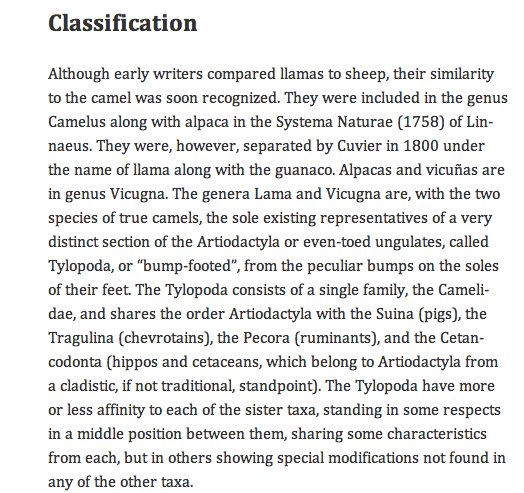 Classification
Although early writers compared llamas to sheep, their similarity
to the camel was soon recognized. They were included in the genus
Camelus along with alpaca in the Systema Naturae (1758) of Lin-
naeus. They were, however, separated by Cuvier in 1800 under
the name of llama along with the guanaco. Alpacas and vicuñas are
in genus Vicugna. The genera Lama and Vicugna are, with the two
species of true camels, the sole existing representatives of a very
distinct section of the Artiodactyla or even-toed ungulates, called
Tylopoda, or “bump-footed”, from the peculiar bumps on the soles
of their feet. The Tylopoda consists of a single family, the Cameli-
dae, and shares the order Artiodactyla with the Suina (pigs), the
Tragulina (chevrotains), the Pecora (ruminants), and the Cetan-
codonta (hippos and cetaceans, which belong to Artiodactyla from
a cladistic, if not traditional, standpoint). The Tylopoda have more
or less affinity to each of the sister taxa, standing in some respects
in a middle position between them, sharing some characteristics
from each, but in others showing special modifications not found in
any of the other taxa.